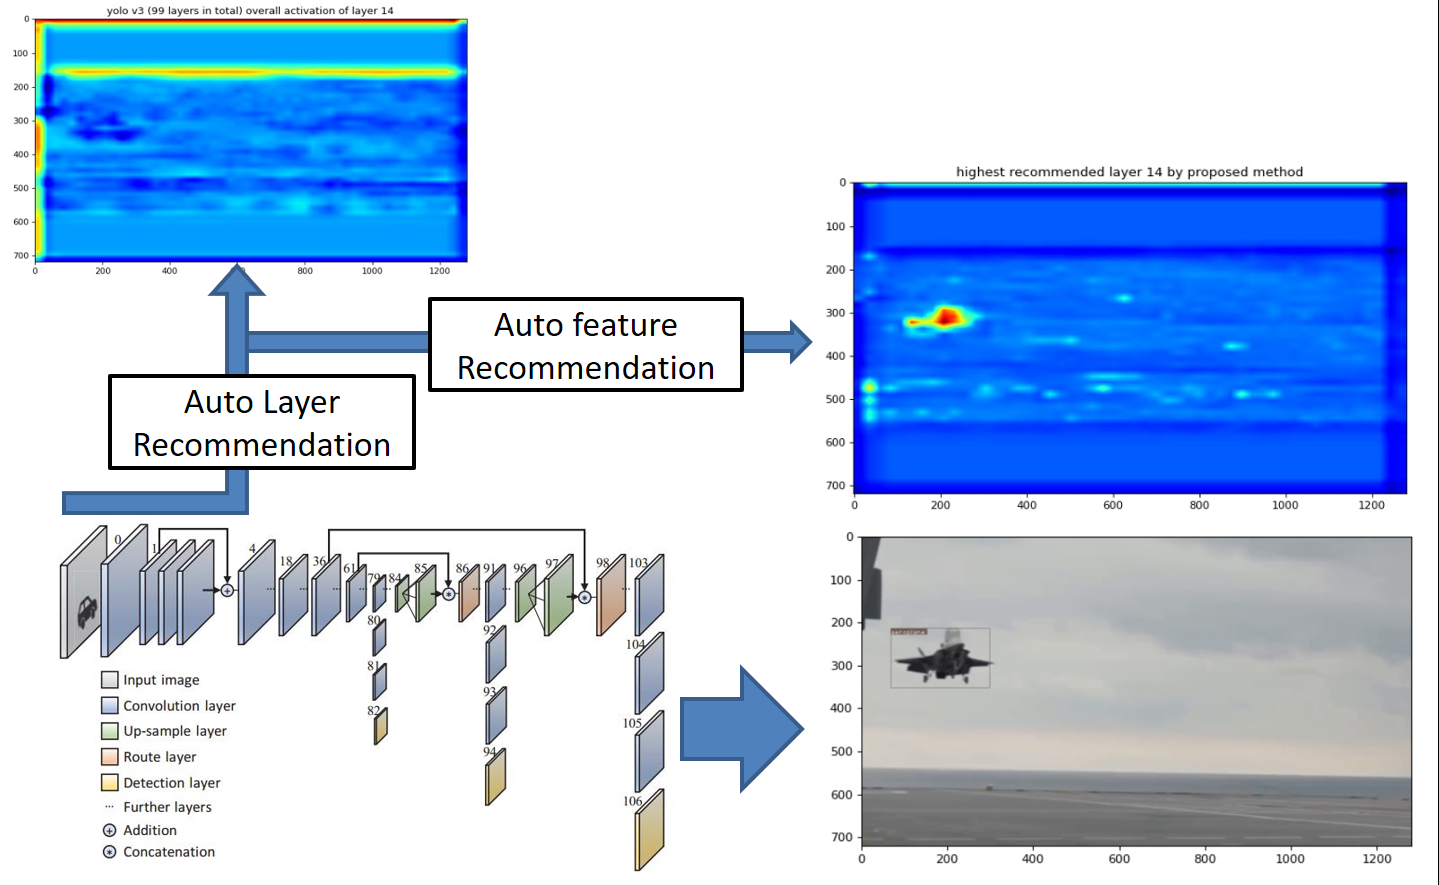 yolo v3 (99 layers in total) overall activation of layer 14
0
100
200
300
400
500
600
700
0 200 400 600 800 1000 1200
highest recommended layer 14 by proposed method
0
100
200
300
400
500
600
700
0 200 400 600 800 1000 1200
Auto feature
Recommendation
Auto Layer
Recommendation
0 1 4 18 36 61 79 84 85 86 91 96 97 98 103
80 92 104
81 93 105
82 94 106
Input image
Convolution layer
Up-sample layer
Route layer
Detection layer
··· Further layers
Addition
Concatenation
0
100
200
300
400
500
600
700
0 200 400 600 800 1000 1200